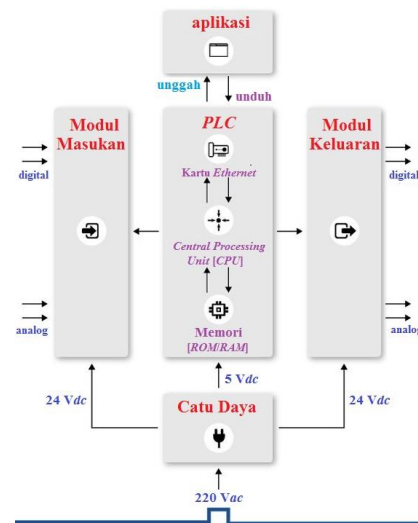 aplikasi
unggah
unduh
Modul
Masukan
digital
analog
PLC
Kartu Ethernet
Central Processing
Unit [CPU]
Memori
[ROM/RAM]
Modul
Keluaran
digital
analog
24 Vdc
5 Vdc
24 Vdc
Catu Daya
220 Vac